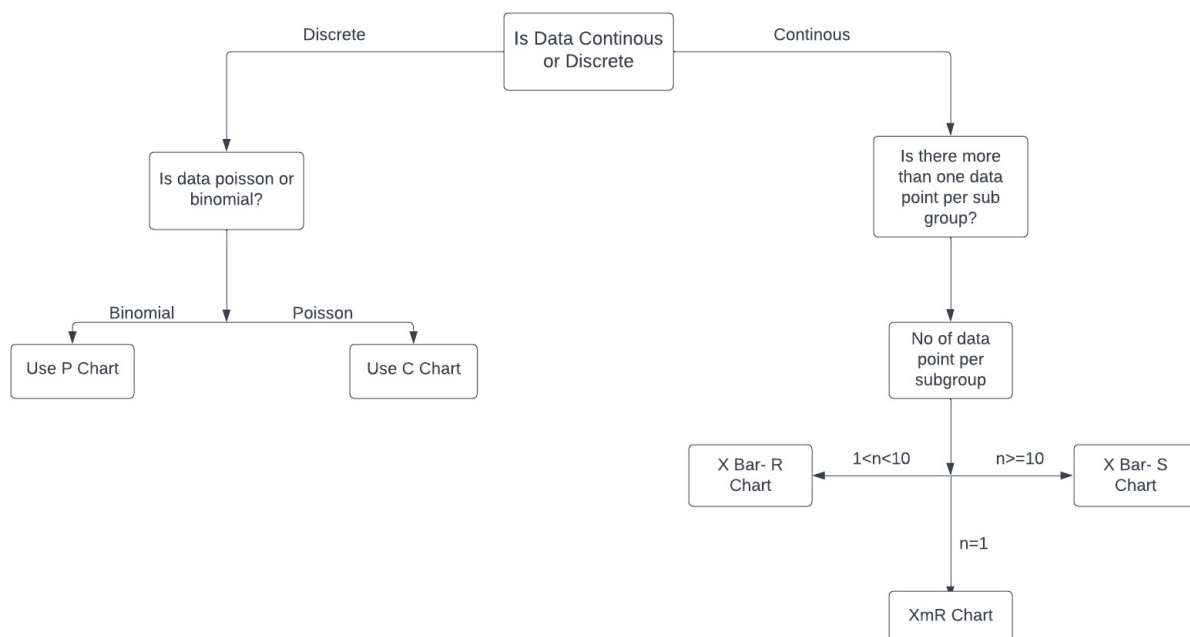 Discrete
Is Data Continous
or Discrete
Continous
Is data poisson or
binomial?
Is there more
than one data
point per sub
group?
Binomial
Poisson
Use P Chart
Use C Chart
No of data
point per
subgroup
X Bar- R
Chart
1<n<10
n>=10
X Bar- S
Chart
n=1
XmR Chart